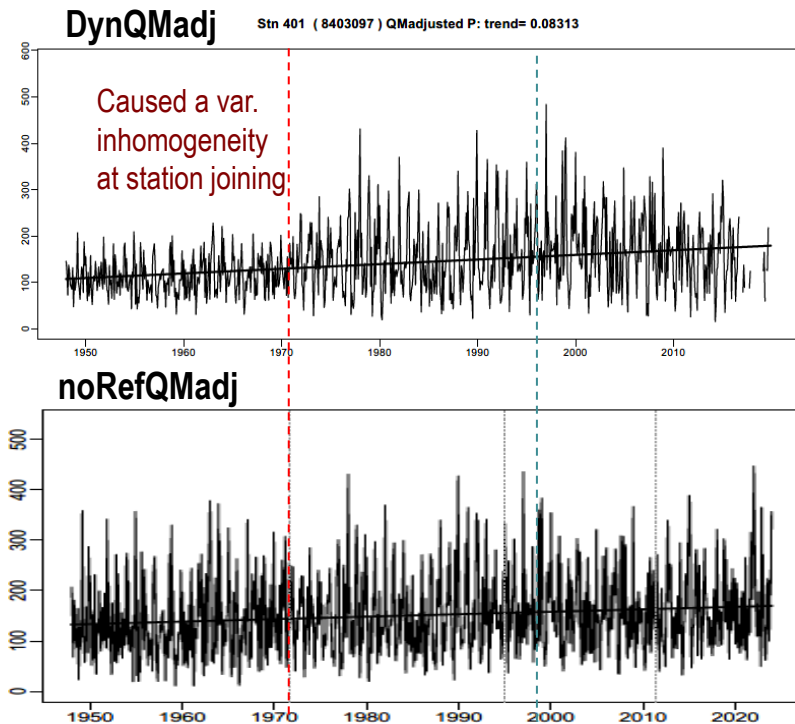 DynQMadj
Stn 401 ( 8403097 ) QMadjusted P: trend= 0.08313
600
500
400
300
200
100
0
Caused a var.
inhomogeneity
at station joining
1950 1960 1970 1980 1990 2000 2010
noRefQMadj
500
400
300
200
100
0
1950 1960 1970 1980 1990 2000 2010 2020